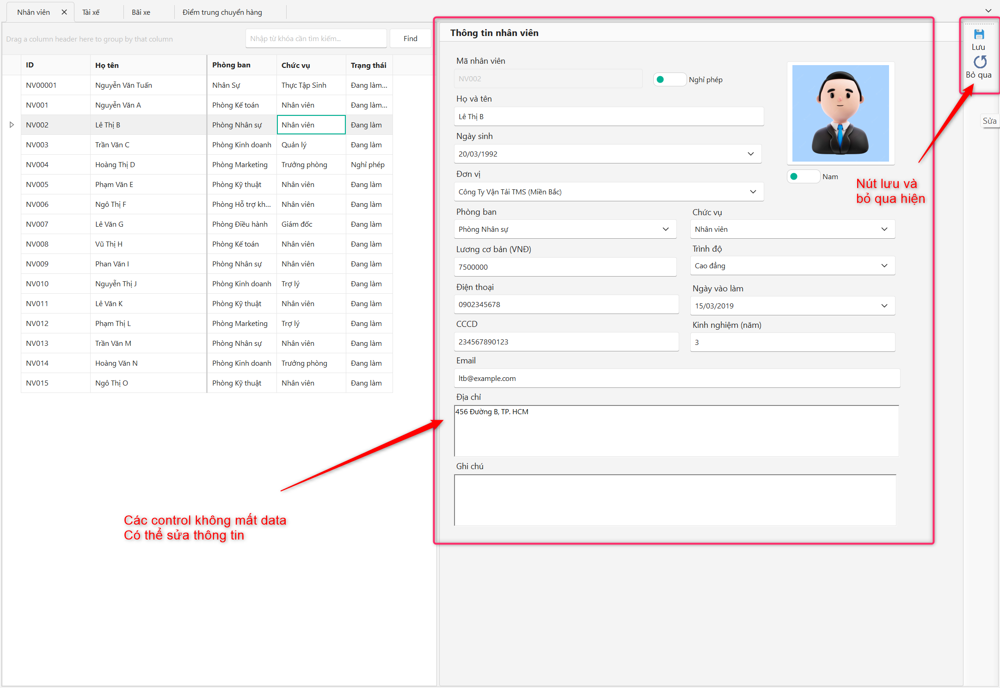 Nhân viên
Tài xế
Bãi xe
Điểm trung chuyển hàng
Drag a column header here to group by that column
Nhập từ khóa cần tìm kiếm...
Find
ID Họ tên Phòng ban Chức vụ Trạng thái
NV00001 Nguyễn Văn Tuấn Nhân Sự Thực Tập Sinh Đang làm...
NV001 Nguyễn Văn A Phòng Kế toán Nhân viên Đang làm...
NV002 Lê Thị B Phòng Nhân sự Nhân viên Đang làm
NV003 Trần Văn C Phòng Kinh doanh Quản lý Đang làm
NV004 Hoàng Thị D Phòng Marketing Trưởng phòng Nghỉ phép
NV005 Phạm Văn E Phòng Kỹ thuật Nhân viên Đang làm
NV006 Ngô Thị F Phòng Hỗ trợ kh... Nhân viên Đang làm
NV007 Lê Văn G Phòng Điều hành Giám đốc Đang làm
NV008 Vũ Thị H Phòng Kế toán Nhân viên Đang làm
NV009 Phan Văn I Phòng Nhân sự Nhân viên Đang làm
NV010 Nguyễn Thị J Phòng Kinh doanh Trợ lý Đang làm
NV011 Lê Văn K Phòng Kỹ thuật Nhân viên Đang làm
NV012 Phạm Thị L Phòng Marketing Trợ lý Đang làm
NV013 Trần Văn M Phòng Nhân sự Nhân viên Đang làm
NV014 Hoàng Văn N Phòng Kinh doanh Trưởng phòng Đang làm
NV015 Ngô Thị O Phòng Kỹ thuật Nhân viên Đang làm
Các control không mất data
Có thể sửa thông tin
Thông tin nhân viên
Mã nhân viên
NV002
Nghỉ phép
Họ và tên
Lê Thị B
Ngày sinh
20/03/1992
Đơn vị
Công Ty Vận Tải TMS (Miền Bắc)
Nam
Phòng ban
Phòng Nhân sự
Chức vụ
Nhân viên
Lương cơ bản (VNĐ)
7500000
Trình độ
Cao đẳng
Điện thoại
0902345678
Ngày vào làm
15/03/2019
CCCD
234567890123
Kinh nghiệm (năm)
3
Email
ltb@example.com
Địa chỉ
456 Đường B, TP. HCM
Ghi chú
Lưu
Bỏ qua
Sửa
Nút lưu và
bỏ qua hiện